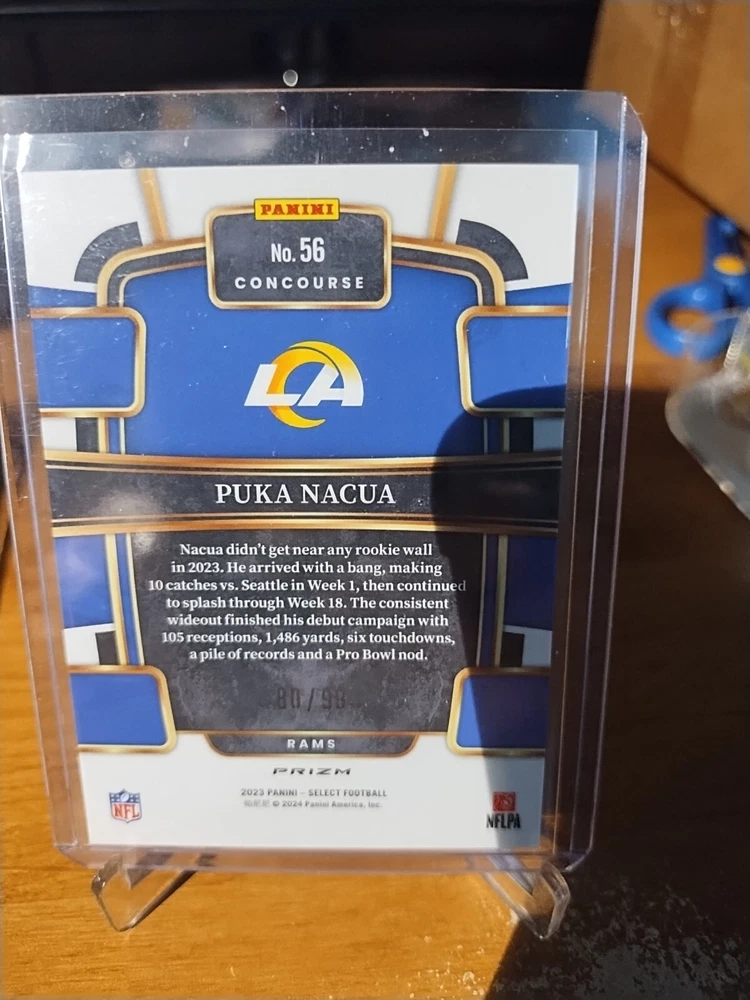 PANINI
No. 56
CONCOURSE
LA
PUKA NACUA
Nacua didn't get near any rookie wall
in 2023. He arrived with a bang, making
10 catches vs. Seattle in Week 1, then continued
to splash through Week 18. The consistent
wideout finished his debut campaign with
105 receptions, 1,486 yards, six touchdowns,
a pile of records and a Pro Bowl nod.
80/99
RAMS
PRIZM
2023 PANINI – SELECT FOOTBALL
© 2024 Panini America, Inc.
NFL
NFLPA